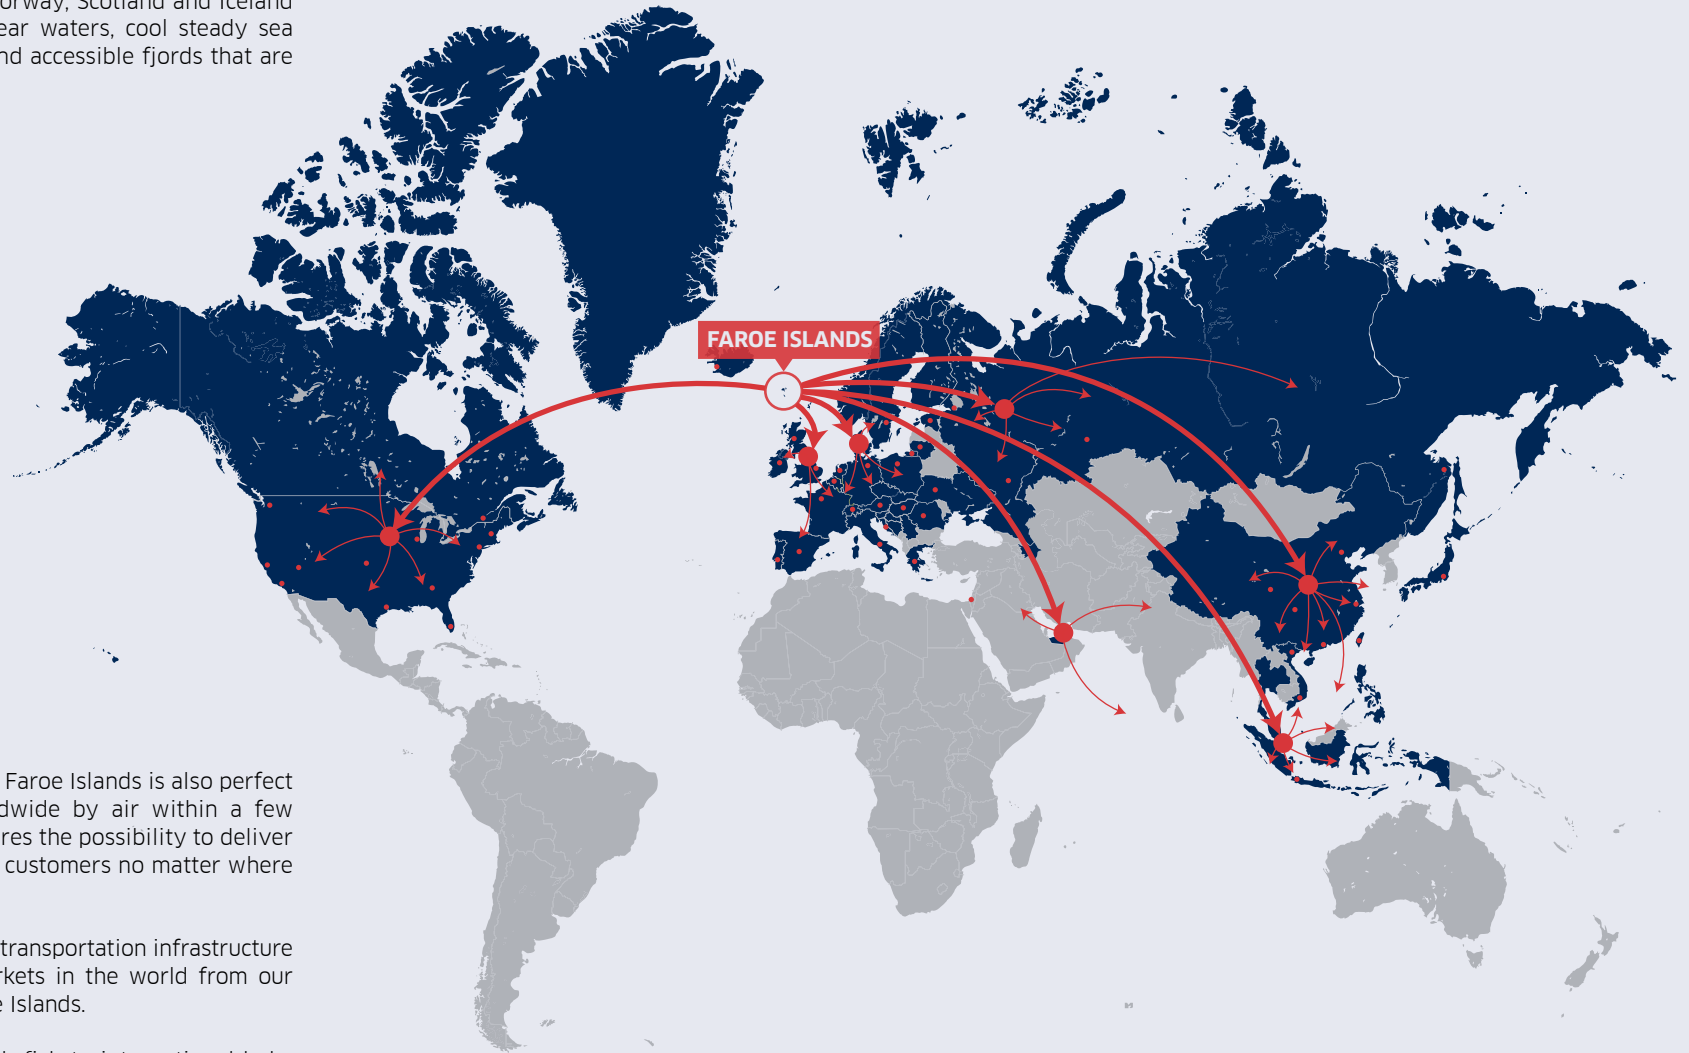 orway, Scotland and Iceland
ear waters, cool steady sea
nd accessible fjords that are
FAROE ISLANDS
Faroe Islands is also perfect
dwide by air within a few
res the possibility to deliver
customers no matter where
transportation infrastructure
rkets in the world from our
e Islands.